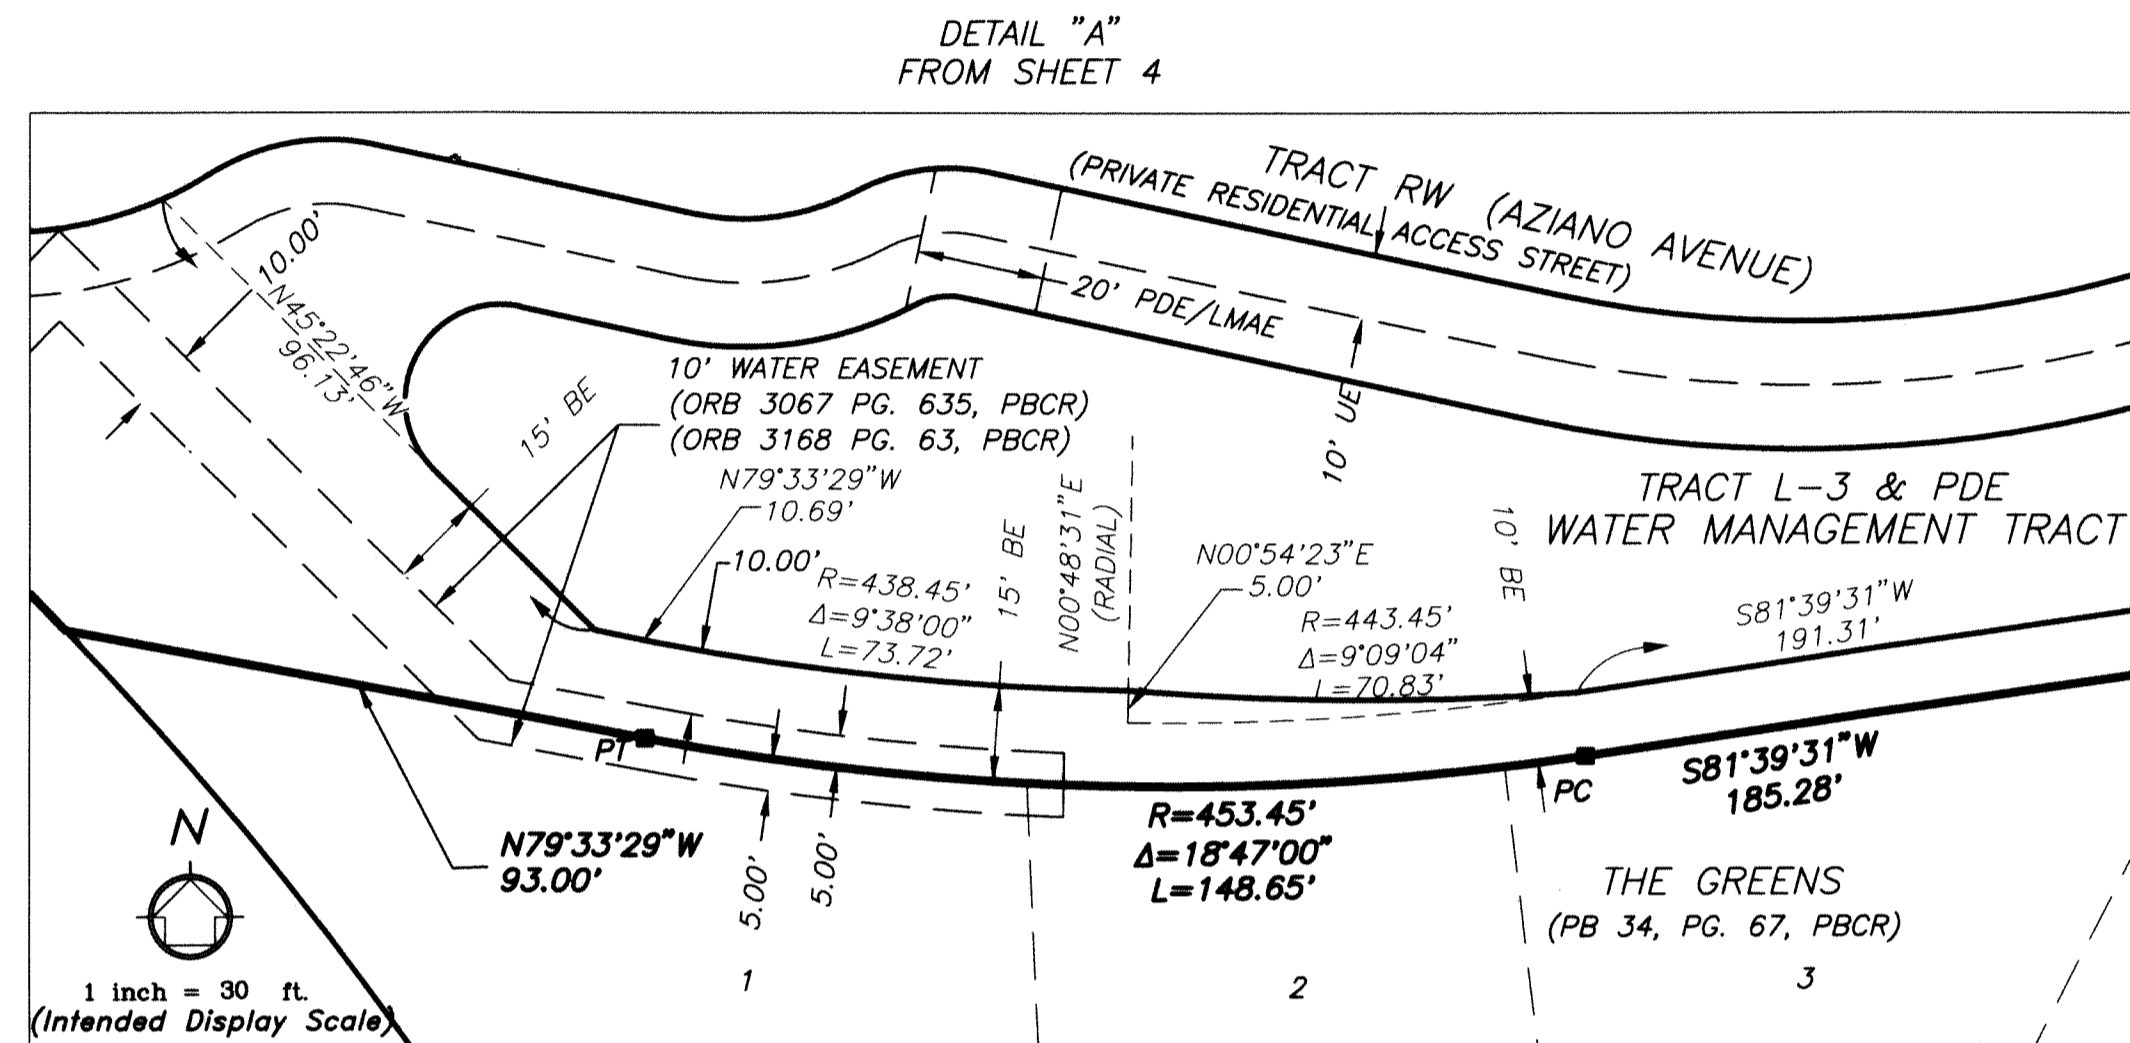 DETAIL "A"
FROM SHEET 4
TRACT RW (AZIANO AVENUE)
(PRIVATE RESIDENTIAL ACCESS STREET)
10.00'
N45°22'46"W
96.13'
20' PDE/LMAE
10' WATER EASEMENT
(ORB 3067 PG. 635, PBCR)
(ORB 3168 PG. 63, PBCR)
15' BE
10' UE
N79°33'29"W
10.69'
10.00'
R=438.45'
Δ=9°38'00"
L=73.72'
15' BE
N00°48'31"E
(RADIAL)
N00°54'23"E
5.00'
R=443.45'
Δ=9°09'04"
L=70.83'
10' BE
TRACT L-3 & PDE
WATER MANAGEMENT TRACT
S81°39'31"W
191.31'
PT
PC
S81°39'31"W
185.28'
N79°33'29"W
93.00'
5.00'
5.00'
R=453.45'
Δ=18°47'00"
L=148.65'
THE GREENS
(PB 34, PG. 67, PBCR)
N
1 inch = 30 ft.
(Intended Display Scale)
1
2
3